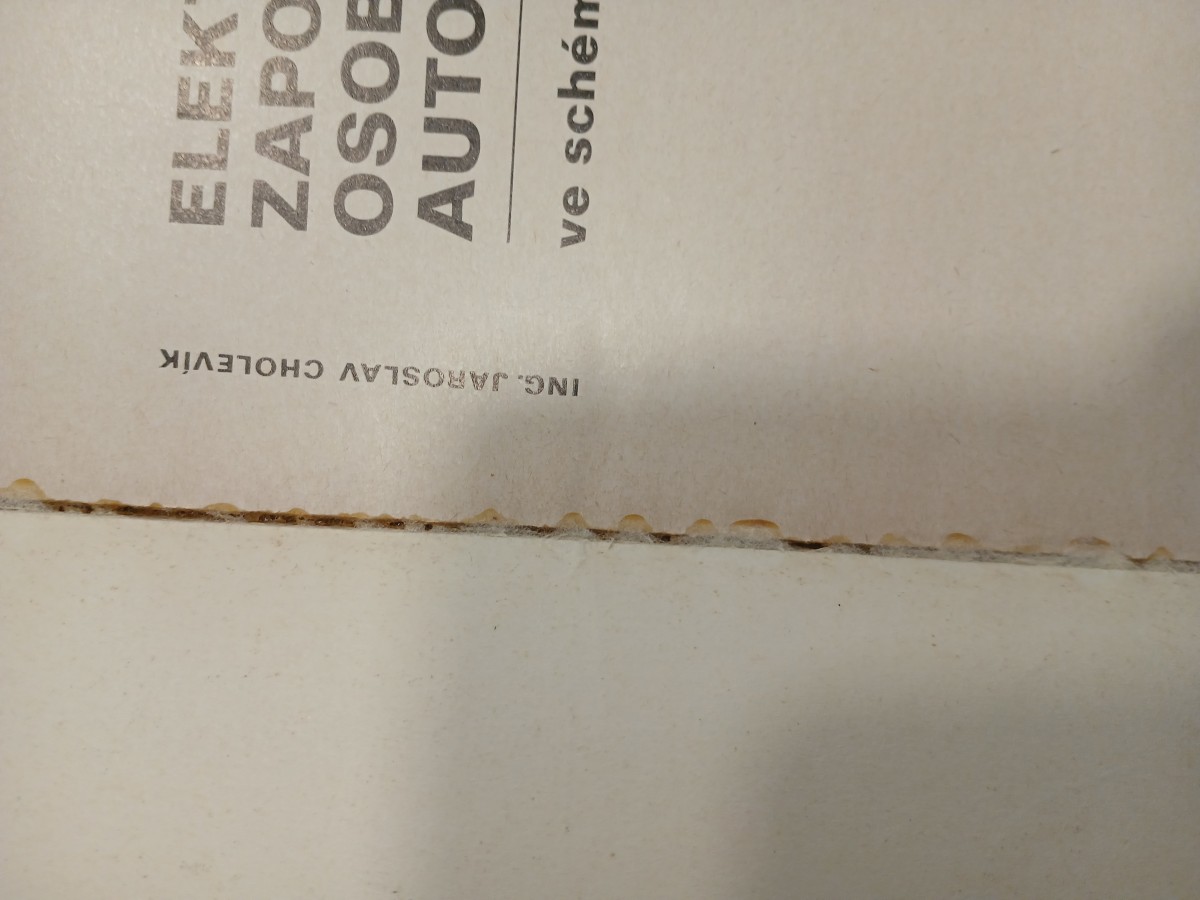 ELEK
ZAPO
OSOB
AUTO
ve schém
ING. JAROSLAV CHOLEVÍK